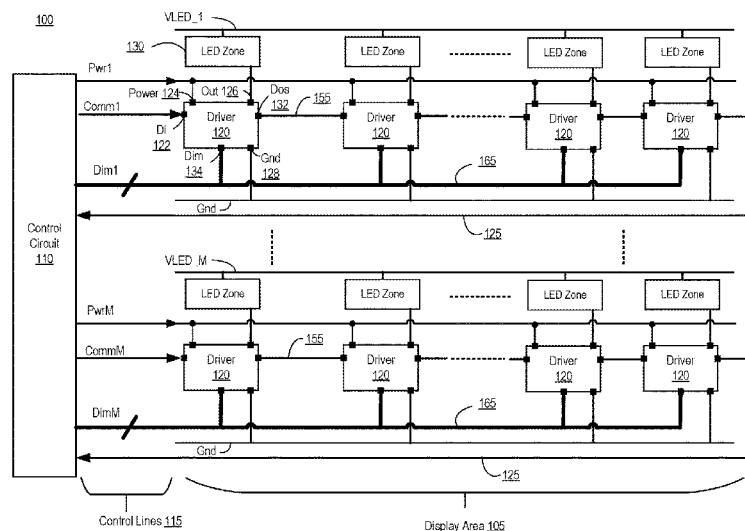 100
VLED_1
130
LED Zone
LED Zone
LED Zone
LED Zone
Pwr1
Power 124
Out 126
Dos
132
155
Comm1
Di
122
Driver
120
Driver
120
Driver
120
Driver
120
Dim
134
Gnd
128
Dim1
165
Gnd
125
Control
Circuit
110
VLED_M
LED Zone
LED Zone
LED Zone
LED Zone
PwrM
155
CommM
Driver
120
Driver
120
Driver
120
Driver
120
DimM
165
Gnd
125
Control Lines 115
Display Area 105